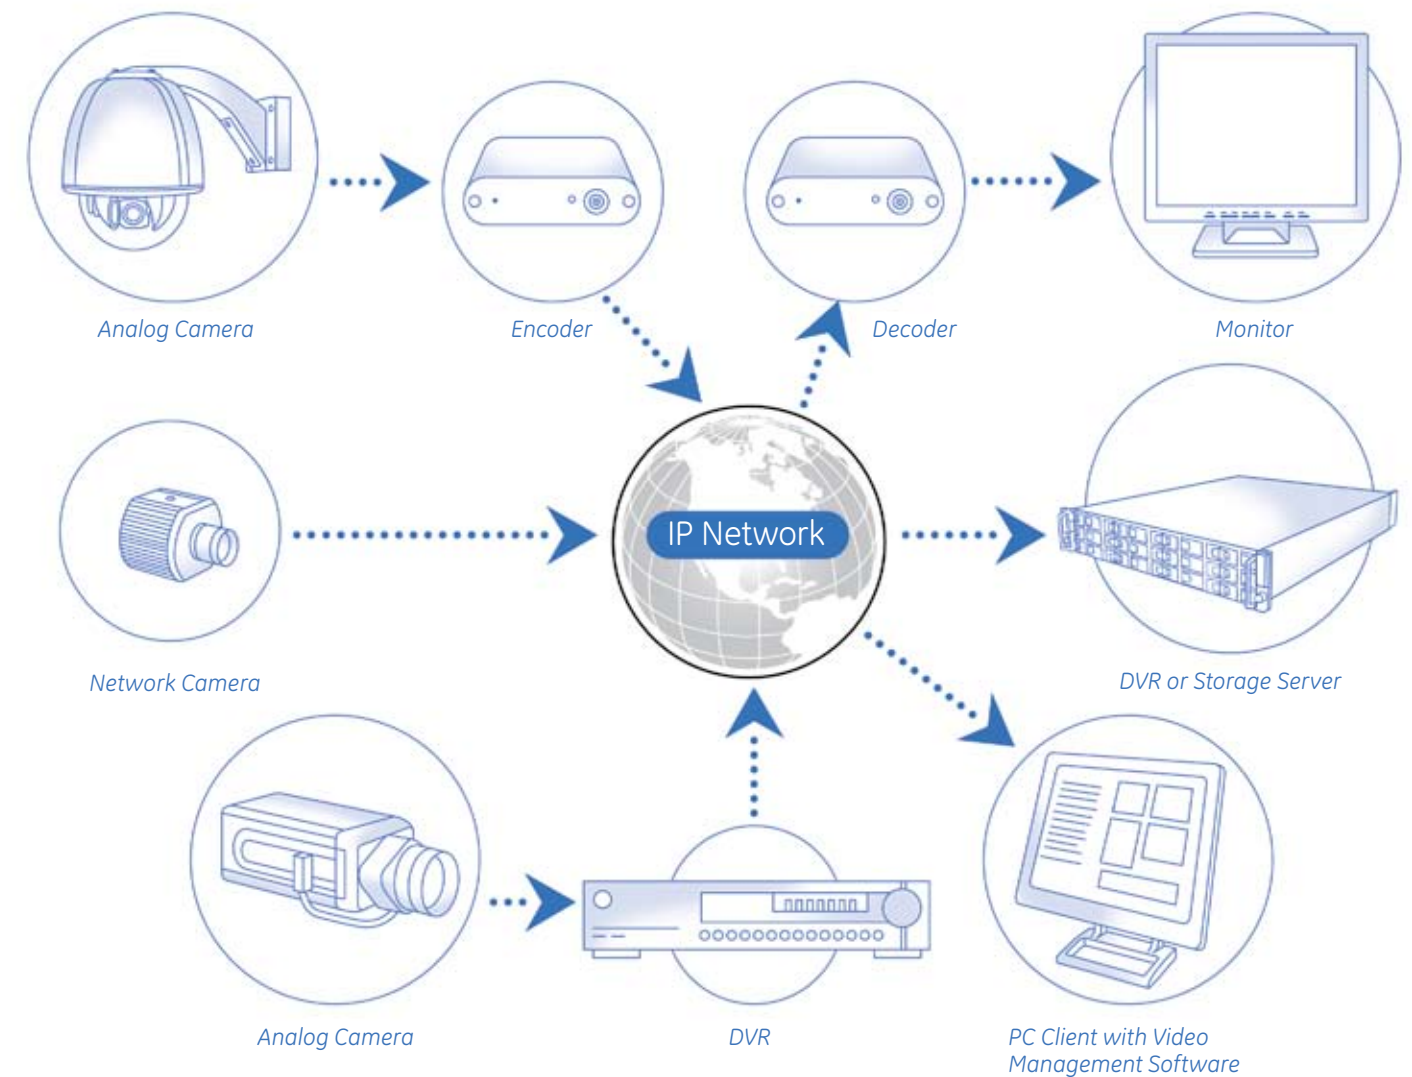 Analog Camera
Encoder
Decoder
Monitor
IP Network
Network Camera
DVR or Storage Server
Analog Camera
DVR
PC Client with Video
Management Software